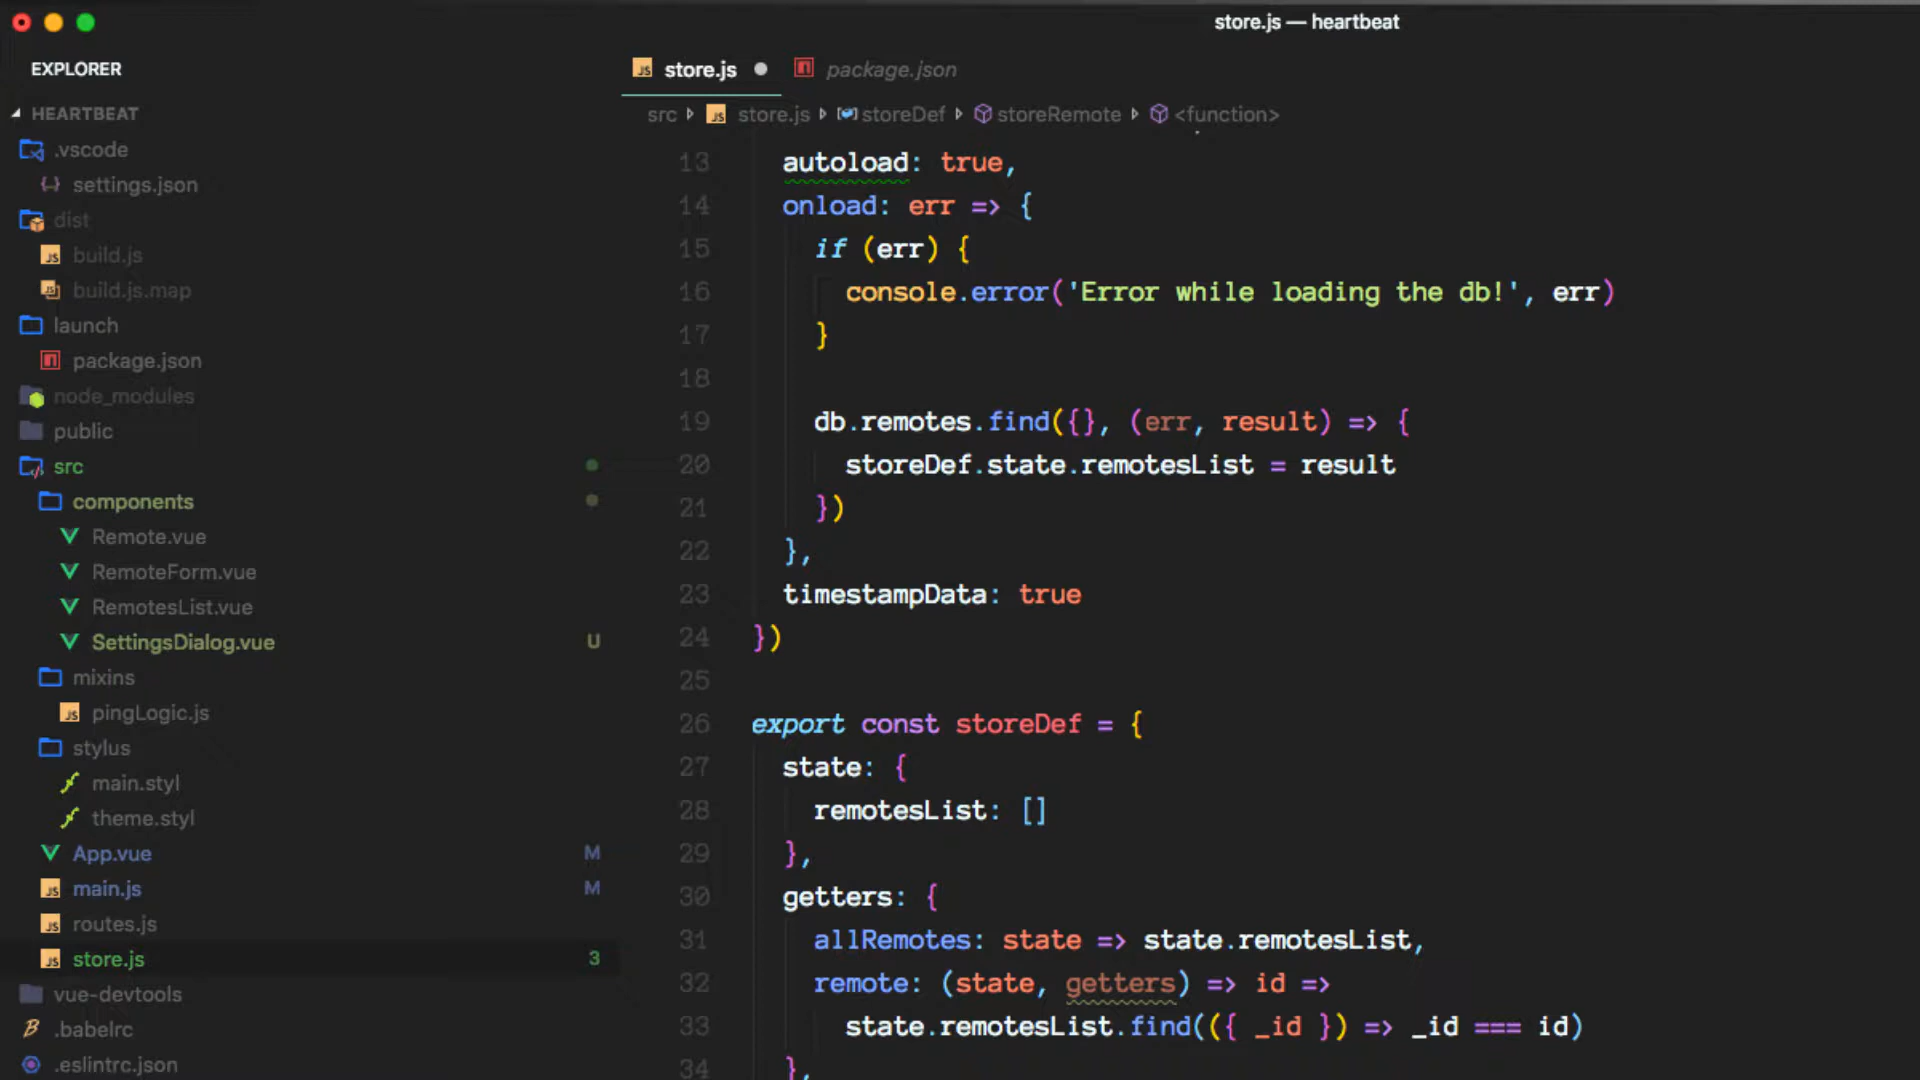 store.js — heartbeat
EXPLORER
HEARTBEAT
.vscode
settings.json
dist
build.js
build.js.map
launch
package.json
node_modules
public
src
components
Remote.vue
RemoteForm.vue
RemotesList.vue
SettingsDialog.vue U
mixins
pingLogic.js
stylus
main.styl
theme.styl
App.vue M
main.js M
routes.js
store.js 3
vue-devtools
.babelrc
.eslintrc.json
store.js package.json
src store.js storeDef storeRemote <function>
13 autoload: true,
14 onload: err => {
15 if (err) {
16 console.error('Error while loading the db!', err)
17 }
18
19 db.remotes.find({}, (err, result) => {
20 storeDef.state.remotesList = result
21 })
22 },
23 timestampData: true
24 })
25
26 export const storeDef = {
27 state: {
28 remotesList: []
29 },
30 getters: {
31 allRemotes: state => state.remotesList,
32 remote: (state, getters) => id =>
33 state.remotesList.find(({ _id }) => _id === id)
34 },